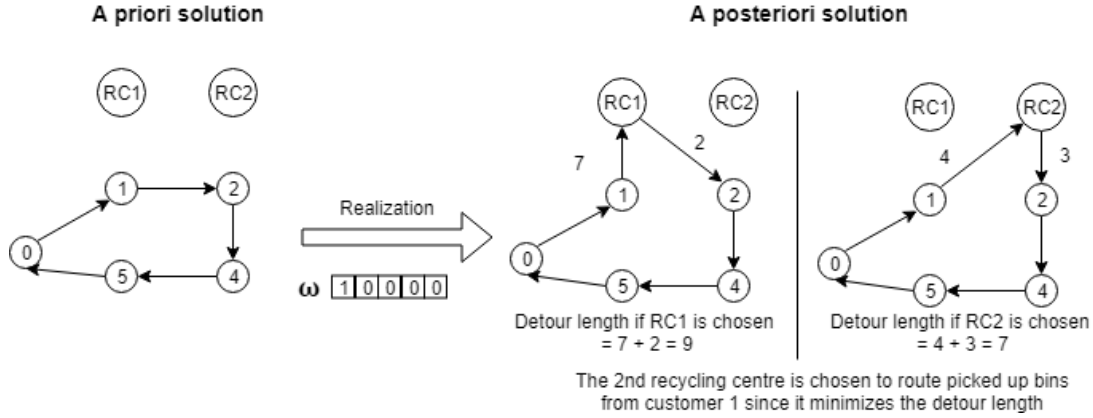 A priori solution
A posteriori solution
RC1
RC2
1
2
0
5
4
Realization
ω 1 0 0 0 0
RC1
RC2
7
2
1
2
0
5
4
Detour length if RC1 is chosen
= 7 + 2 = 9
RC1
RC2
4
3
1
2
0
5
4
Detour length if RC2 is chosen
= 4 + 3 = 7
The 2nd recycling centre is chosen to route picked up bins
from customer 1 since it minimizes the detour length